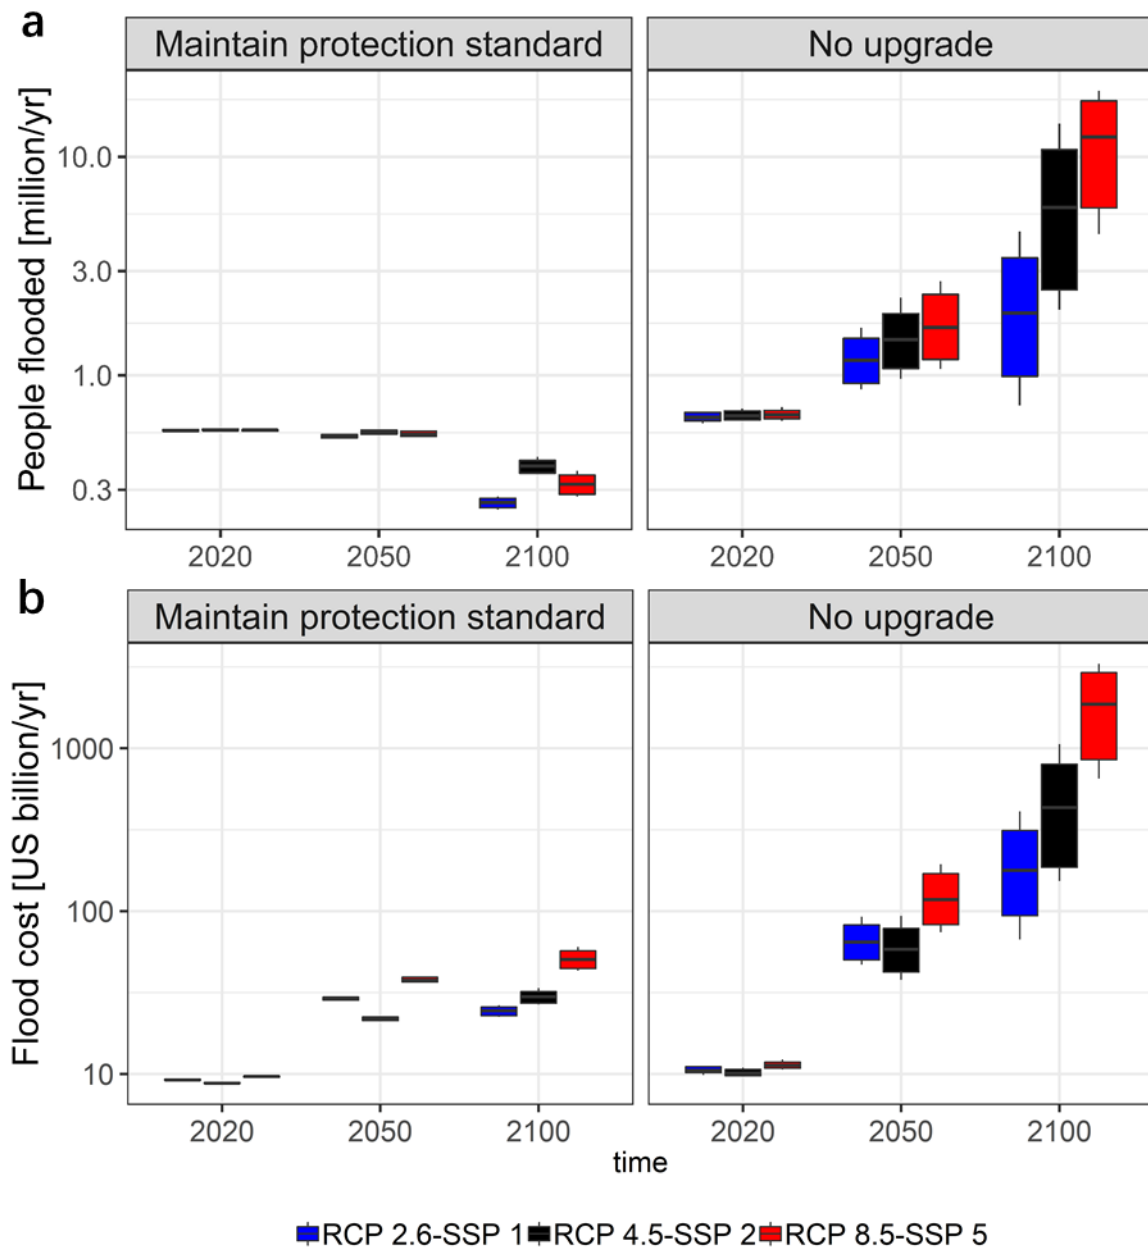 a
Maintain protection standard No upgrade
People flooded [million/yr]
10.0
3.0
1.0
0.3
2020 2050 2100 2020 2050 2100
b
Maintain protection standard No upgrade
Flood cost [US billion/yr]
1000
100
10
2020 2050 2100 2020 2050 2100
time
RCP 2.6-SSP 1 RCP 4.5-SSP 2 RCP 8.5-SSP 5